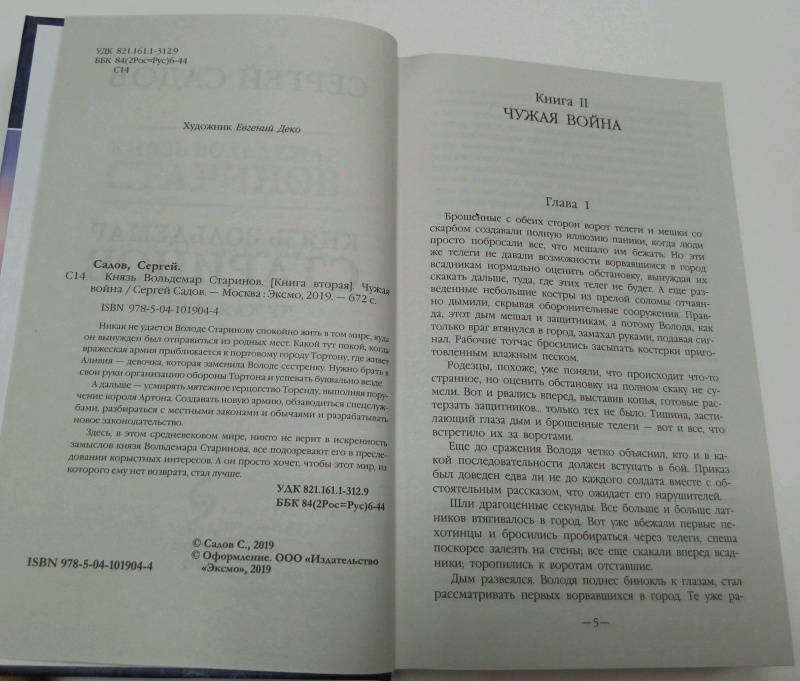 УДК 821.161.1-312.9
ББК 84(2Рос=Рус)6-44
С14
Художник Евгений Деко
Садов, Сергей.
С14 Князь Вольдемар Старинов. [Книга вторая]. Чужая
война / Сергей Садов. — Москва : Эксмо, 2019. — 672 с.
ISBN 978-5-04-101904-4
Никак не удается Володе Старинову спокойно жить в том мире, куда
он вынужден был отправиться из родных мест. Какой тут покой, когда
вражеская армия приближается к портовому городу Тортону, где живет
Аливия — девочка, которая заменила Володе сестренку. Нужно брать в
свои руки организацию обороны Тортона и успевать буквально везде.
А дальше — усмирять мятежное герцогство Торенду, выполняя пору-
чение короля Артона. Создавать новую армию, обзаводиться спецслуж-
бами, разбираться с местными законами и обычаями и разрабатывать
новое законодательство.
Здесь, в этом средневековом мире, никто не верит в искренность
замыслов князя Вольдемара Старинова, все подозревают его в пресле-
довании корыстных интересов. А он просто хочет, чтобы этот мир, из
которого ему нет возврата, стал лучше.
УДК 821.161.1-312.9
ББК 84(2Рос=Рус)6-44
© Садов С., 2019
© Оформление. ООО «Издательство
«Эксмо», 2019
ISBN 978-5-04-101904-4
Книга II
ЧУЖАЯ ВОЙНА
Глава 1
Брошенные с обеих сторон ворот телеги и мешки со
скарбом создавали полную иллюзию паники, когда люди
просто побросали все, что мешало им бежать. Но эти
же телеги не давали возможности ворвавшимся в город
всадникам нормально оценить обстановку, вынуждая их
скакать дальше, туда, где этих телег не будет. А еще раз-
веденные небольшие костры из прелой соломы отчаян-
но дымили, скрывая оборонительные сооружения. Прав-
да, этот дым мешал и защитникам, а потому Володя, как
только враг втянулся в город, замахал руками, подавая сиг-
нал. Рабочие тотчас бросились засыпать костерки приго-
товленным влажным песком.
Родезцы, похоже, уже поняли, что происходит что-то
странное, но оценить обстановку на полном скаку не су-
мели. Вот и рвались вперед, выставив копья, готовые рас-
терзать защитников... только тех не было. Тишина, засти-
лающий глаза дым и брошенные телеги — вот и все, что
встретило их за воротами.
Еще до сражения Володя четко объяснил, кто и в ка-
кой последовательности должен вступать в бой. Приказ
был доведен едва ли не до каждого солдата вместе с об-
стоятельным рассказом, что ожидает его нарушителей.
Шли драгоценные секунды. Все больше и больше лат-
ников втягивалось в город. Вот уже вбежали первые пе-
хотинцы и бросились пробираться через телеги, спеша
поскорее залезть на стены; все еще скакали вперед всад-
ники; торопились к воротам отставшие.
Дым развеялся. Володя поднес бинокль к глазам, стал
рассматривать первых ворвавшихся в город. Те уже ра-
—5—